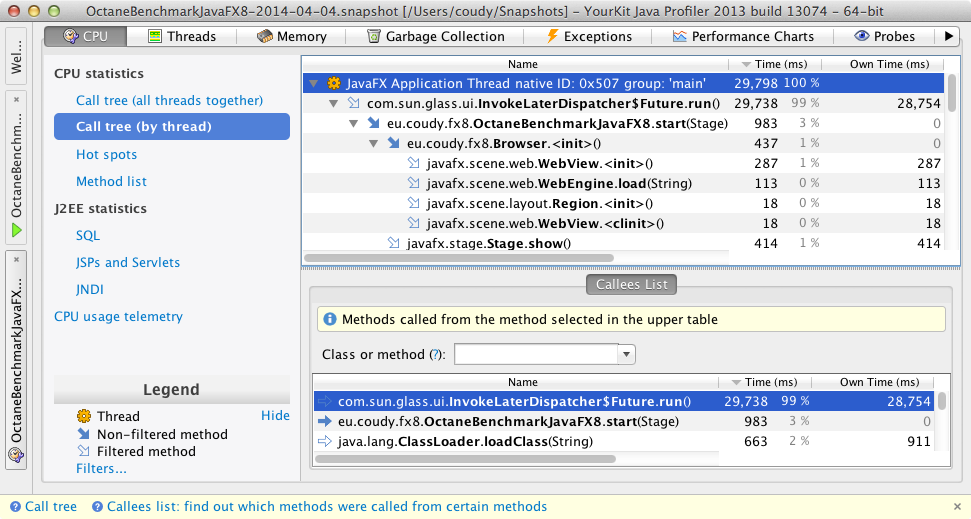 OctaneBenchmarkJavaFX8-2014-04-04.snapshot [/Users/coudy/Snapshots] - YourKit Java Profiler 2013 build 13074 - 64-bit
Wel...
OctaneBenchmarkJavaFX8-2014-04-04
OctaneBenchm...
OctaneBenchmarkJavaFX...
CPU
Threads
Memory
Garbage Collection
Exceptions
Performance Charts
Probes
CPU statistics
Call tree (all threads together)
Call tree (by thread)
Hot spots
Method list
J2EE statistics
SQL
JSPs and Servlets
JNDI
CPU usage telemetry
Legend
Thread Hide
Non-filtered method
Filtered method
Filters...
Name Time (ms) Own Time (ms)
JavaFX Application Thread native ID: 0x507 group: 'main' 29,798 100 %
com.sun.glass.ui.InvokeLaterDispatcher$Future.run() 29,738 99 % 28,754
eu.coudy.fx8.OctaneBenchmarkJavaFX8.start(Stage) 983 3 % 0
eu.coudy.fx8.Browser.<init>() 437 1 % 0
javafx.scene.web.WebView.<init>() 287 1 % 287
javafx.scene.web.WebEngine.load(String) 113 0 % 113
javafx.scene.layout.Region.<init>() 18 0 % 18
javafx.scene.web.WebView.<clinit>() 18 0 % 18
javafx.stage.Stage.show() 414 1 % 414
Callees List
Methods called from the method selected in the upper table
Class or method (?):
Name Time (ms) Own Time (ms)
com.sun.glass.ui.InvokeLaterDispatcher$Future.run() 29,738 99 % 28,754
eu.coudy.fx8.OctaneBenchmarkJavaFX8.start(Stage) 983 3 % 0
java.lang.ClassLoader.loadClass(String) 663 2 % 911
Call tree Callees list: find out which methods were called from certain methods